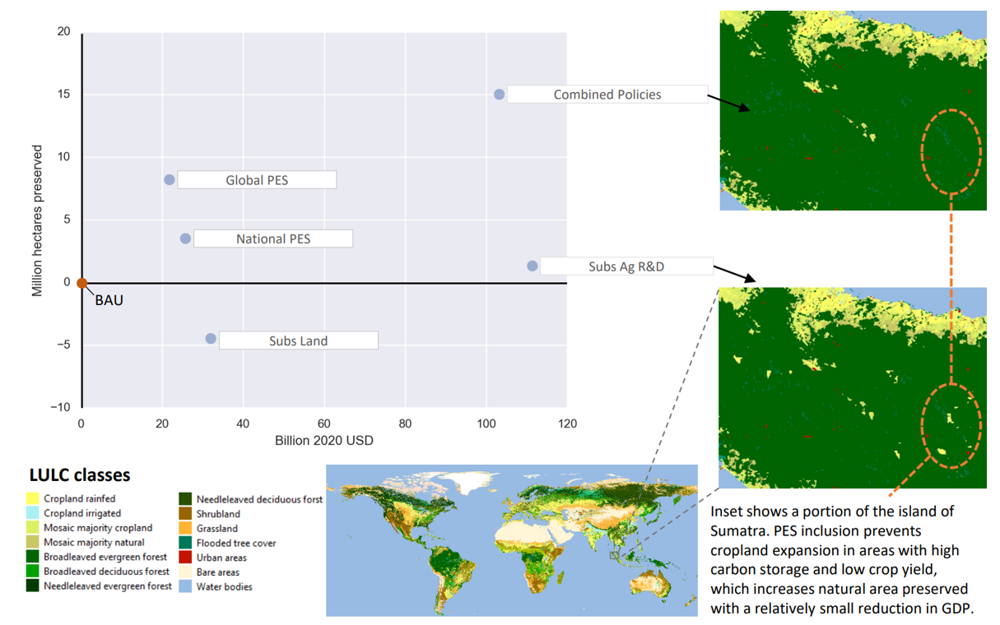 20
15
10
5
0
−5
−10
Million hectares preserved
0
20
40
60
80
100
120
Billion 2020 USD
Combined Policies
Global PES
National PES
Subs Ag R&D
BAU
Subs Land
LULC classes
Cropland rainfed
Cropland irrigated
Mosaic majority cropland
Mosaic majority natural
Broadleaved evergreen forest
Broadleaved deciduous forest
Needleleaved evergreen forest
Needleleaved deciduous forst
Shrubland
Grassland
Flooded tree cover
Urban areas
Bare areas
Water bodies
Inset shows a portion of the island of
Sumatra. PES inclusion prevents
cropland expansion in areas with high
carbon storage and low crop yield,
which increases natural area preserved
with a relatively small reduction in GDP.